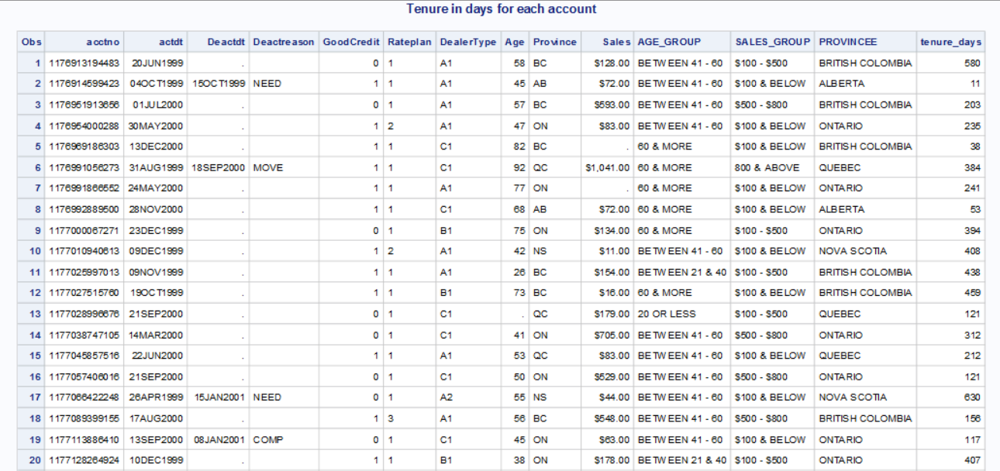 Tenure in days for each account
Obs acctno actdt Deactdt Deactreason GoodCredit Rateplan DealerType Age Province Sales AGE_GROUP SALES_GROUP PROVINCEE tenure_days
1 1176913194483 20JUN1999 . 0 1 A1 58 BC $128.00 BETWEEN 41 - 60 $100 - $500 BRITISH COLOMBIA 580
2 1176914599423 04OCT1999 15OCT1999 NEED 1 1 A1 45 AB $72.00 BETWEEN 41 - 60 $100 & BELOW ALBERTA 11
3 1176951913656 01JUL2000 . 0 1 A1 57 BC $593.00 BETWEEN 41 - 60 $500 - $800 BRITISH COLOMBIA 203
4 1176954000288 30MAY2000 . 1 2 A1 47 ON $83.00 BETWEEN 41 - 60 $100 & BELOW ONTARIO 235
5 1176969186303 13DEC2000 . 1 1 C1 82 BC . 60 & MORE $100 & BELOW BRITISH COLOMBIA 38
6 1176991056273 31AUG1999 18SEP2000 MOVE 1 1 C1 92 QC $1,041.00 60 & MORE 800 & ABOVE QUEBEC 384
7 1176991866552 24MAY2000 . 1 1 A1 77 ON . 60 & MORE $100 & BELOW ONTARIO 241
8 1176992889500 28NOV2000 . 1 1 C1 68 AB $72.00 60 & MORE $100 & BELOW ALBERTA 53
9 1177000067271 23DEC1999 . 0 1 B1 75 ON $134.00 60 & MORE $100 - $500 ONTARIO 394
10 1177010940613 09DEC1999 . 1 2 A1 42 NS $11.00 BETWEEN 41 - 60 $100 & BELOW NOVA SCOTIA 408
11 1177025997013 09NOV1999 . 1 1 A1 26 BC $154.00 BETWEEN 21 & 40 $100 - $500 BRITISH COLOMBIA 438
12 1177027515760 19OCT1999 . 1 1 B1 73 BC $16.00 60 & MORE $100 & BELOW BRITISH COLOMBIA 459
13 1177028996676 21SEP2000 . 0 1 C1 . QC $179.00 20 OR LESS $100 - $500 QUEBEC 121
14 1177038747105 14MAR2000 . 0 1 C1 41 ON $705.00 BETWEEN 41 - 60 $500 - $800 ONTARIO 312
15 1177045857516 22JUN2000 . 1 1 A1 53 QC $83.00 BETWEEN 41 - 60 $100 & BELOW QUEBEC 212
16 1177057406016 21SEP2000 . 0 1 C1 50 ON $529.00 BETWEEN 41 - 60 $500 - $800 ONTARIO 121
17 1177066422248 26APR1999 15JAN2001 NEED 0 1 A2 55 NS $44.00 BETWEEN 41 - 60 $100 & BELOW NOVA SCOTIA 630
18 1177089399155 17AUG2000 . 1 3 A1 56 BC $548.00 BETWEEN 41 - 60 $500 - $800 BRITISH COLOMBIA 156
19 1177113886410 13SEP2000 08JAN2001 COMP 0 1 C1 45 ON $63.00 BETWEEN 41 - 60 $100 & BELOW ONTARIO 117
20 1177128264924 10DEC1999 . 1 1 B1 38 ON $178.00 BETWEEN 21 & 40 $100 - $500 ONTARIO 407